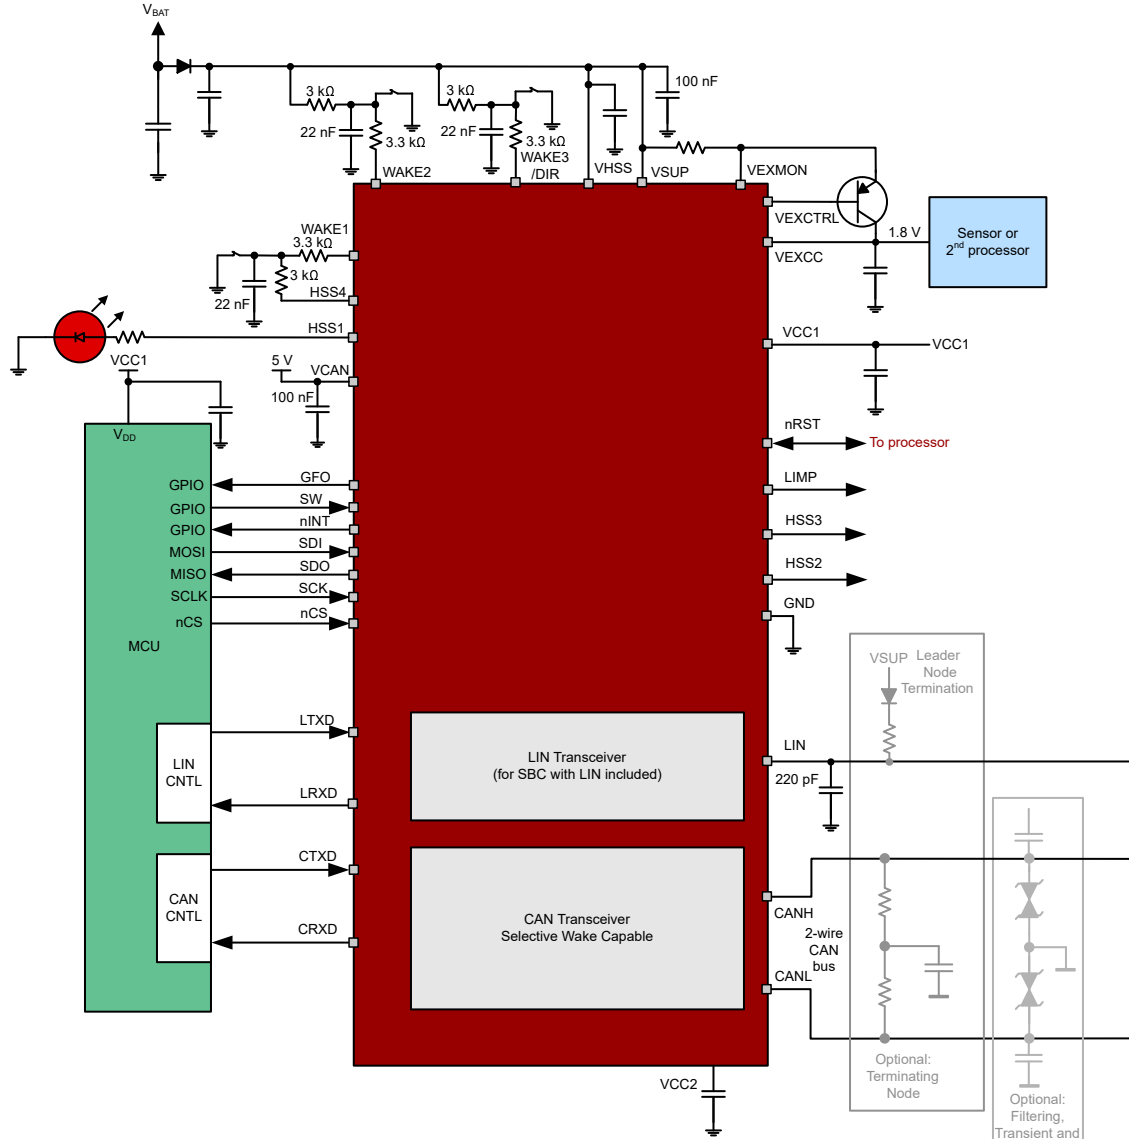 VBAT
100 nF
3 kΩ
3 kΩ
22 nF
3.3 kΩ
22 nF
3.3 kΩ
WAKE2
WAKE3
/DIR
VHSS
VSUP
VEXMON
VEXCTRL
VEXCC
1.8 V
Sensor or
2nd processor
WAKE1
3.3 kΩ
3 kΩ
22 nF
HSS4
HSS1
VCC1
VCC1
VCC1
5 V
VCAN
100 nF
VDD
nRST
To processor
LIMP
HSS3
HSS2
GND
GPIO
GFO
GPIO
SW
GPIO
nINT
MOSI
SDI
MISO
SDO
SCLK
SCK
nCS
nCS
MCU
VSUP
Leader
Node
Termination
LTXD
LIN
CNTL
LRXD
LIN Transceiver
(for SBC with LIN included)
LIN
220 pF
CTXD
CAN
CNTL
CRXD
CAN Transceiver
Selective Wake Capable
CANH
2-wire
CAN
bus
CANL
Optional:
Terminating
Node
VCC2
Optional:
Filtering,
Transient and